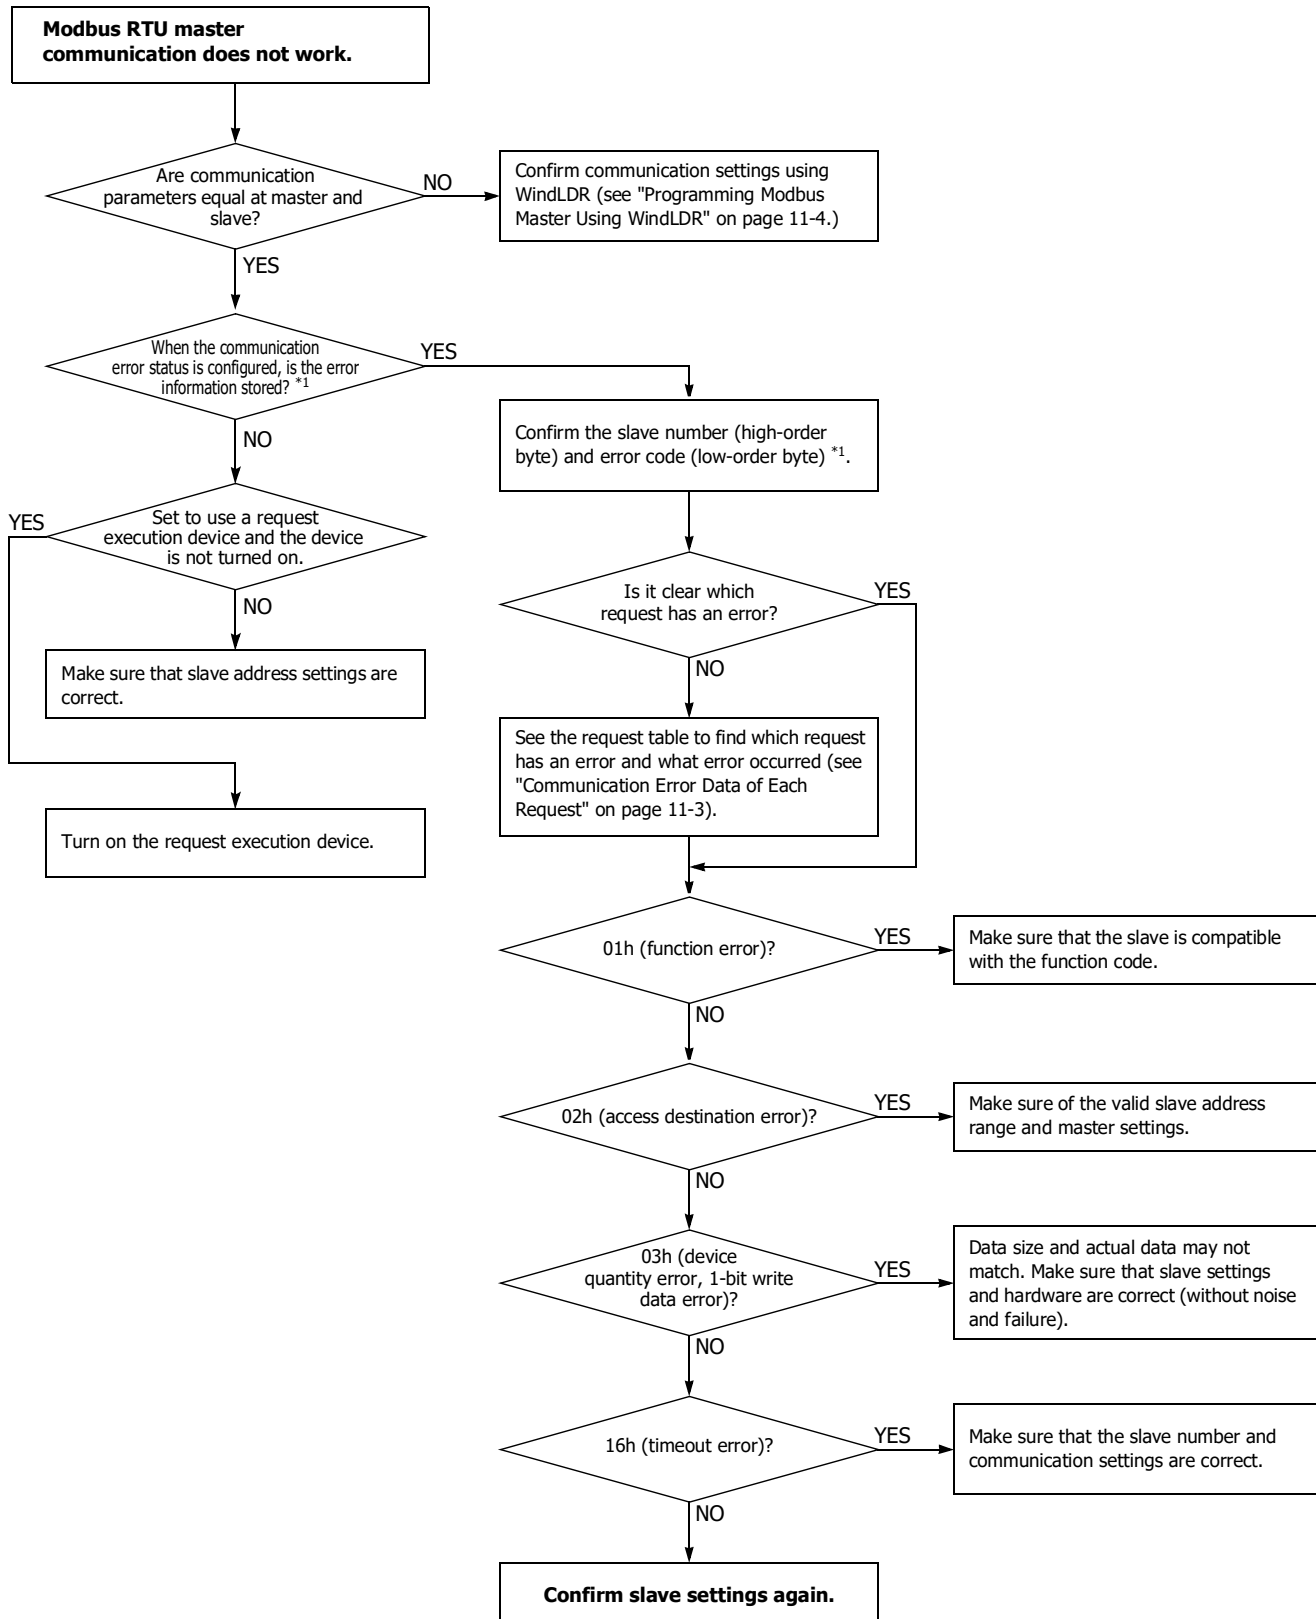 Modbus RTU master
communication does not work.
Are communication
parameters equal at master and
slave?
NO
Confirm communication settings using
WindLDR (see "Programming Modbus
Master Using WindLDR" on page 11-4.)
YES
When the communication
error status is configured, is the error
information stored? *1
YES
NO
Confirm the slave number (high-order
byte) and error code (low-order byte) *1.
YES
Set to use a request
execution device and the device
is not turned on.
NO
Make sure that slave address settings are
correct.
Turn on the request execution device.
Is it clear which
request has an error?
YES
NO
See the request table to find which request
has an error and what error occurred (see
"Communication Error Data of Each
Request" on page 11-3).
01h (function error)?
YES
Make sure that the slave is compatible
with the function code.
NO
02h (access destination error)?
YES
Make sure of the valid slave address
range and master settings.
NO
03h (device
quantity error, 1-bit write
data error)?
YES
Data size and actual data may not
match. Make sure that slave settings
and hardware are correct (without noise
and failure).
NO
16h (timeout error)?
YES
Make sure that the slave number and
communication settings are correct.
NO
Confirm slave settings again.